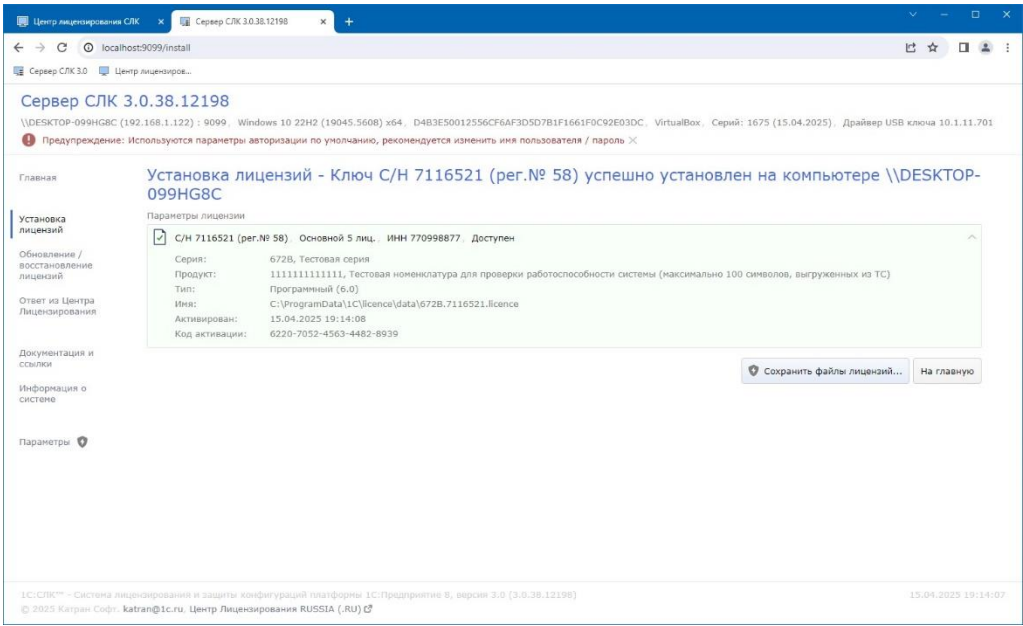 Центр лицензирования СЛК
Сервер СЛК 3.0.38.12198
localhost:9099/install
Сервер СЛК 3.0
Центр лицензиров...
Сервер СЛК 3.0.38.12198
\\DESKTOP-099HG8C (192.168.1.122) : 9099, Windows 10 22H2 (19045.5608) x64, D4B3E50012556CF6AF3D5D7B1F1661F0C92E03DC, VirtualBox, Серий: 1675 (15.04.2025), Драйвер USB ключа 10.1.11.701
Предупреждение: Используются параметры авторизации по умолчанию, рекомендуется изменить имя пользователя / пароль
Главная
Установка
лицензий
Обновление /
восстановление
лицензий
Ответ из Центра
Лицензирования
Документация и
ссылки
Информация о
системе
Параметры
Установка лицензий - Ключ С/Н 7116521 (рег.№ 58) успешно установлен на компьютере \\DESKTOP-
099HG8C
Параметры лицензии
С/Н 7116521 (рег.№ 58), Основной 5 лиц., ИНН 770998877, Доступен
Серия: 672B, Тестовая серия
Продукт: 1111111111111, Тестовая номенклатура для проверки работоспособности системы (максимально 100 символов, выгруженных из ТС)
Тип: Программный (6.0)
Имя: C:\ProgramData\1C\licence\data\672B.7116521.licence
Активирован: 15.04.2025 19:14:08
Код активации: 6220-7052-4563-4482-8939
Сохранить файлы лицензий...
На главную
1С:СЛК™ - Система лицензирования и защиты конфигураций платформы 1С:Предприятие 8, версия 3.0 (3.0.38.12198)
15.04.2025 19:14:07
© 2025 Катран Софт. katran@1c.ru, Центр Лицензирования RUSSIA (.RU)